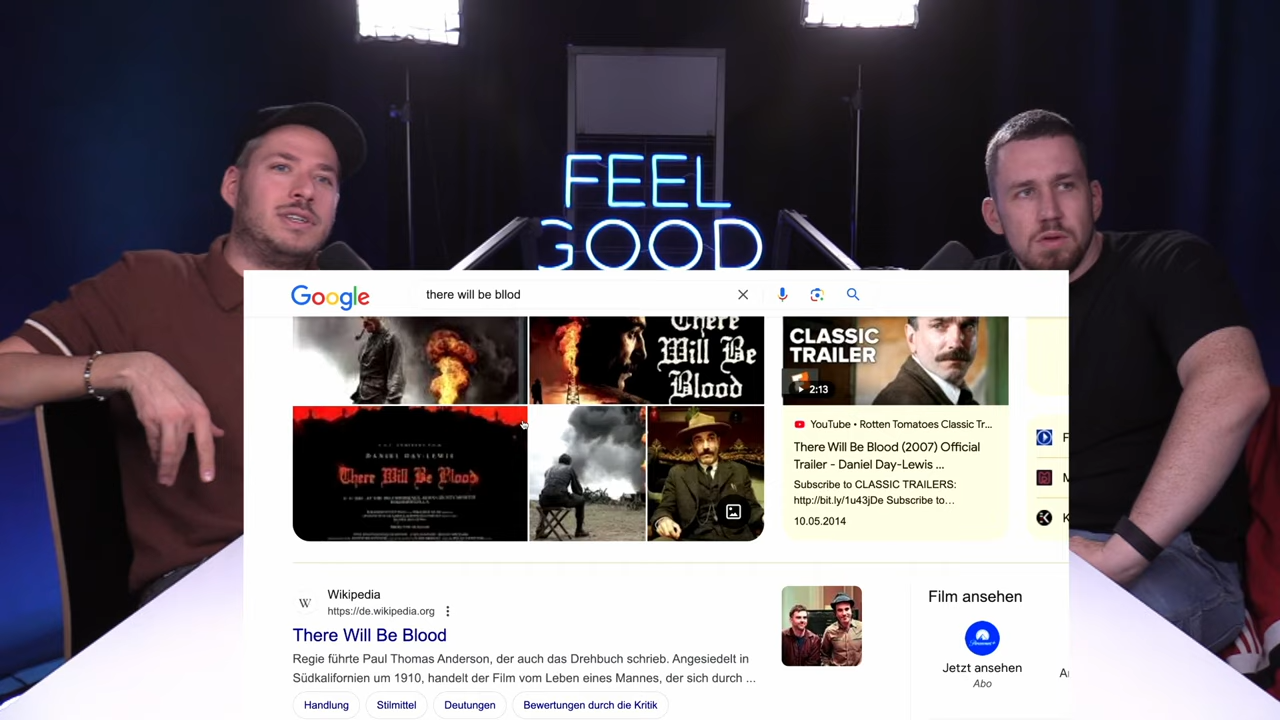 FEEL
GOOD
Google
there will be bllod
There
Will Be
Blood
CLASSIC
TRAILER
2:13
DANIEL DAY-LEWIS
There Will Be Blood
YouTube • Rotten Tomatoes Classic Tr...
There Will Be Blood (2007) Official
Trailer - Daniel Day-Lewis ...
Subscribe to CLASSIC TRAILERS:
http://bit.ly/1u43jDe Subscribe to…
10.05.2014
F
M
K
W
Wikipedia
https://de.wikipedia.org
There Will Be Blood
Regie führte Paul Thomas Anderson, der auch das Drehbuch schrieb. Angesiedelt in
Südkalifornien um 1910, handelt der Film vom Leben eines Mannes, der sich durch ...
Handlung
Stilmittel
Deutungen
Bewertungen durch die Kritik
Film ansehen
Jetzt ansehen
Abo